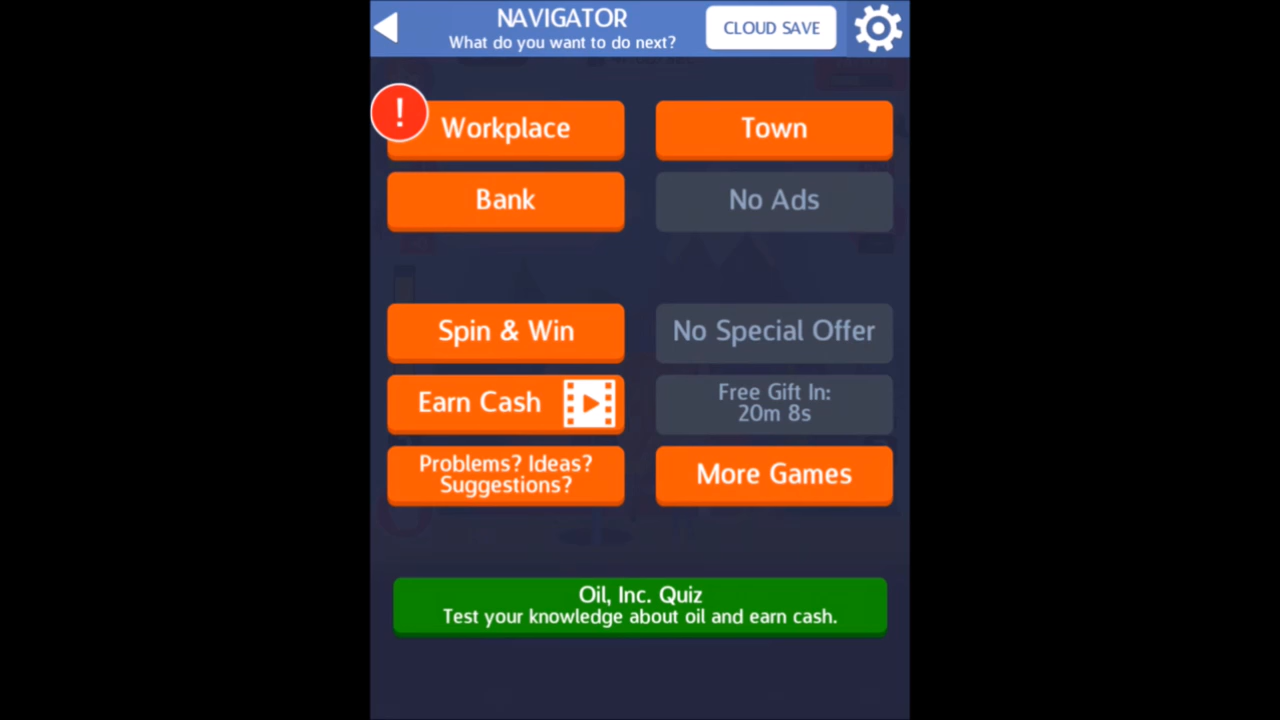 NAVIGATOR
What do you want to do next?
CLOUD SAVE
!
Workplace
Town
Bank
No Ads
Spin & Win
No Special Offer
Earn Cash
Free Gift In:
20m 8s
Problems? Ideas?
Suggestions?
More Games
Oil, Inc. Quiz
Test your knowledge about oil and earn cash.